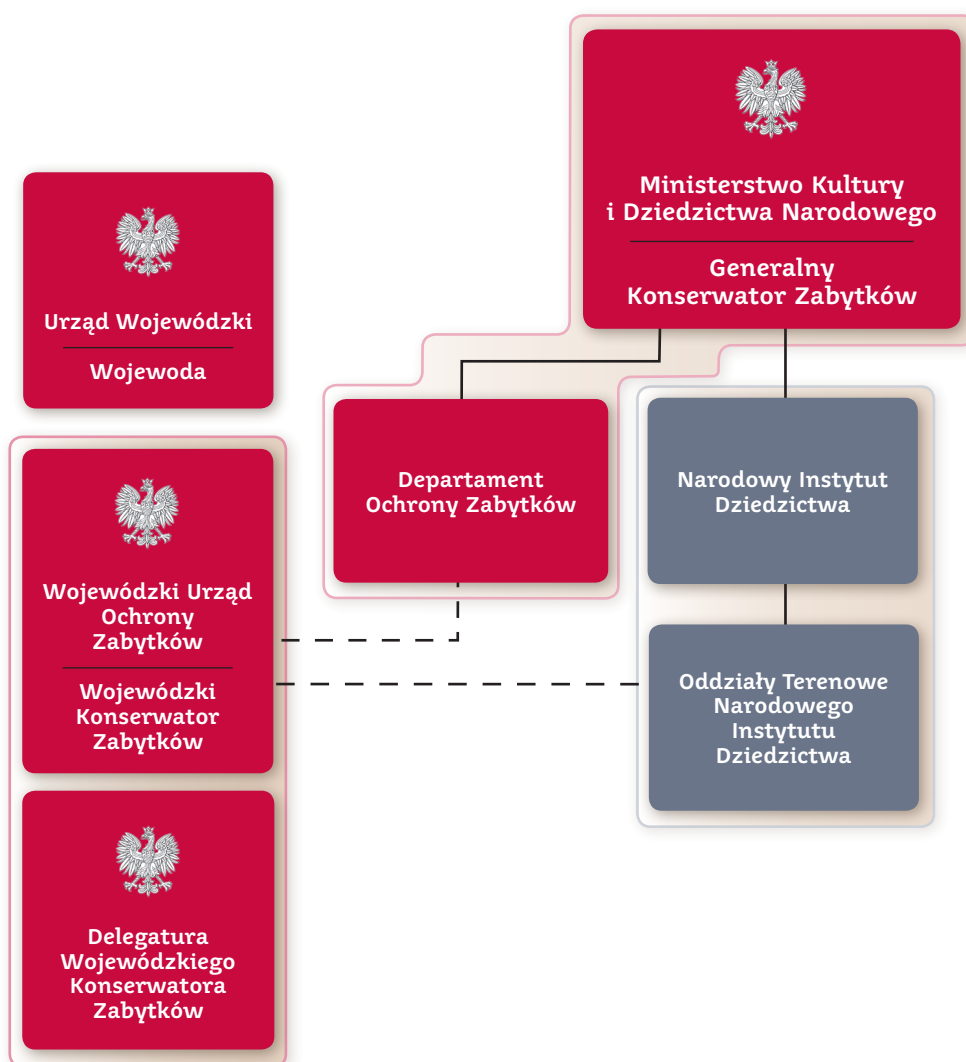 Ministerstwo Kultury
i Dziedzictwa Narodowego
Generalny
Konserwator Zabytków
Urząd Wojewódzki
Wojewoda
Departament
Ochrony Zabytków
Narodowy Instytut
Dziedzictwa
Wojewódzki Urząd
Ochrony
Zabytków
Wojewódzki
Konserwator
Zabytków
Oddziały Terenowe
Narodowego
Instytutu
Dziedzictwa
Delegatura
Wojewódzkiego
Konserwatora
Zabytków